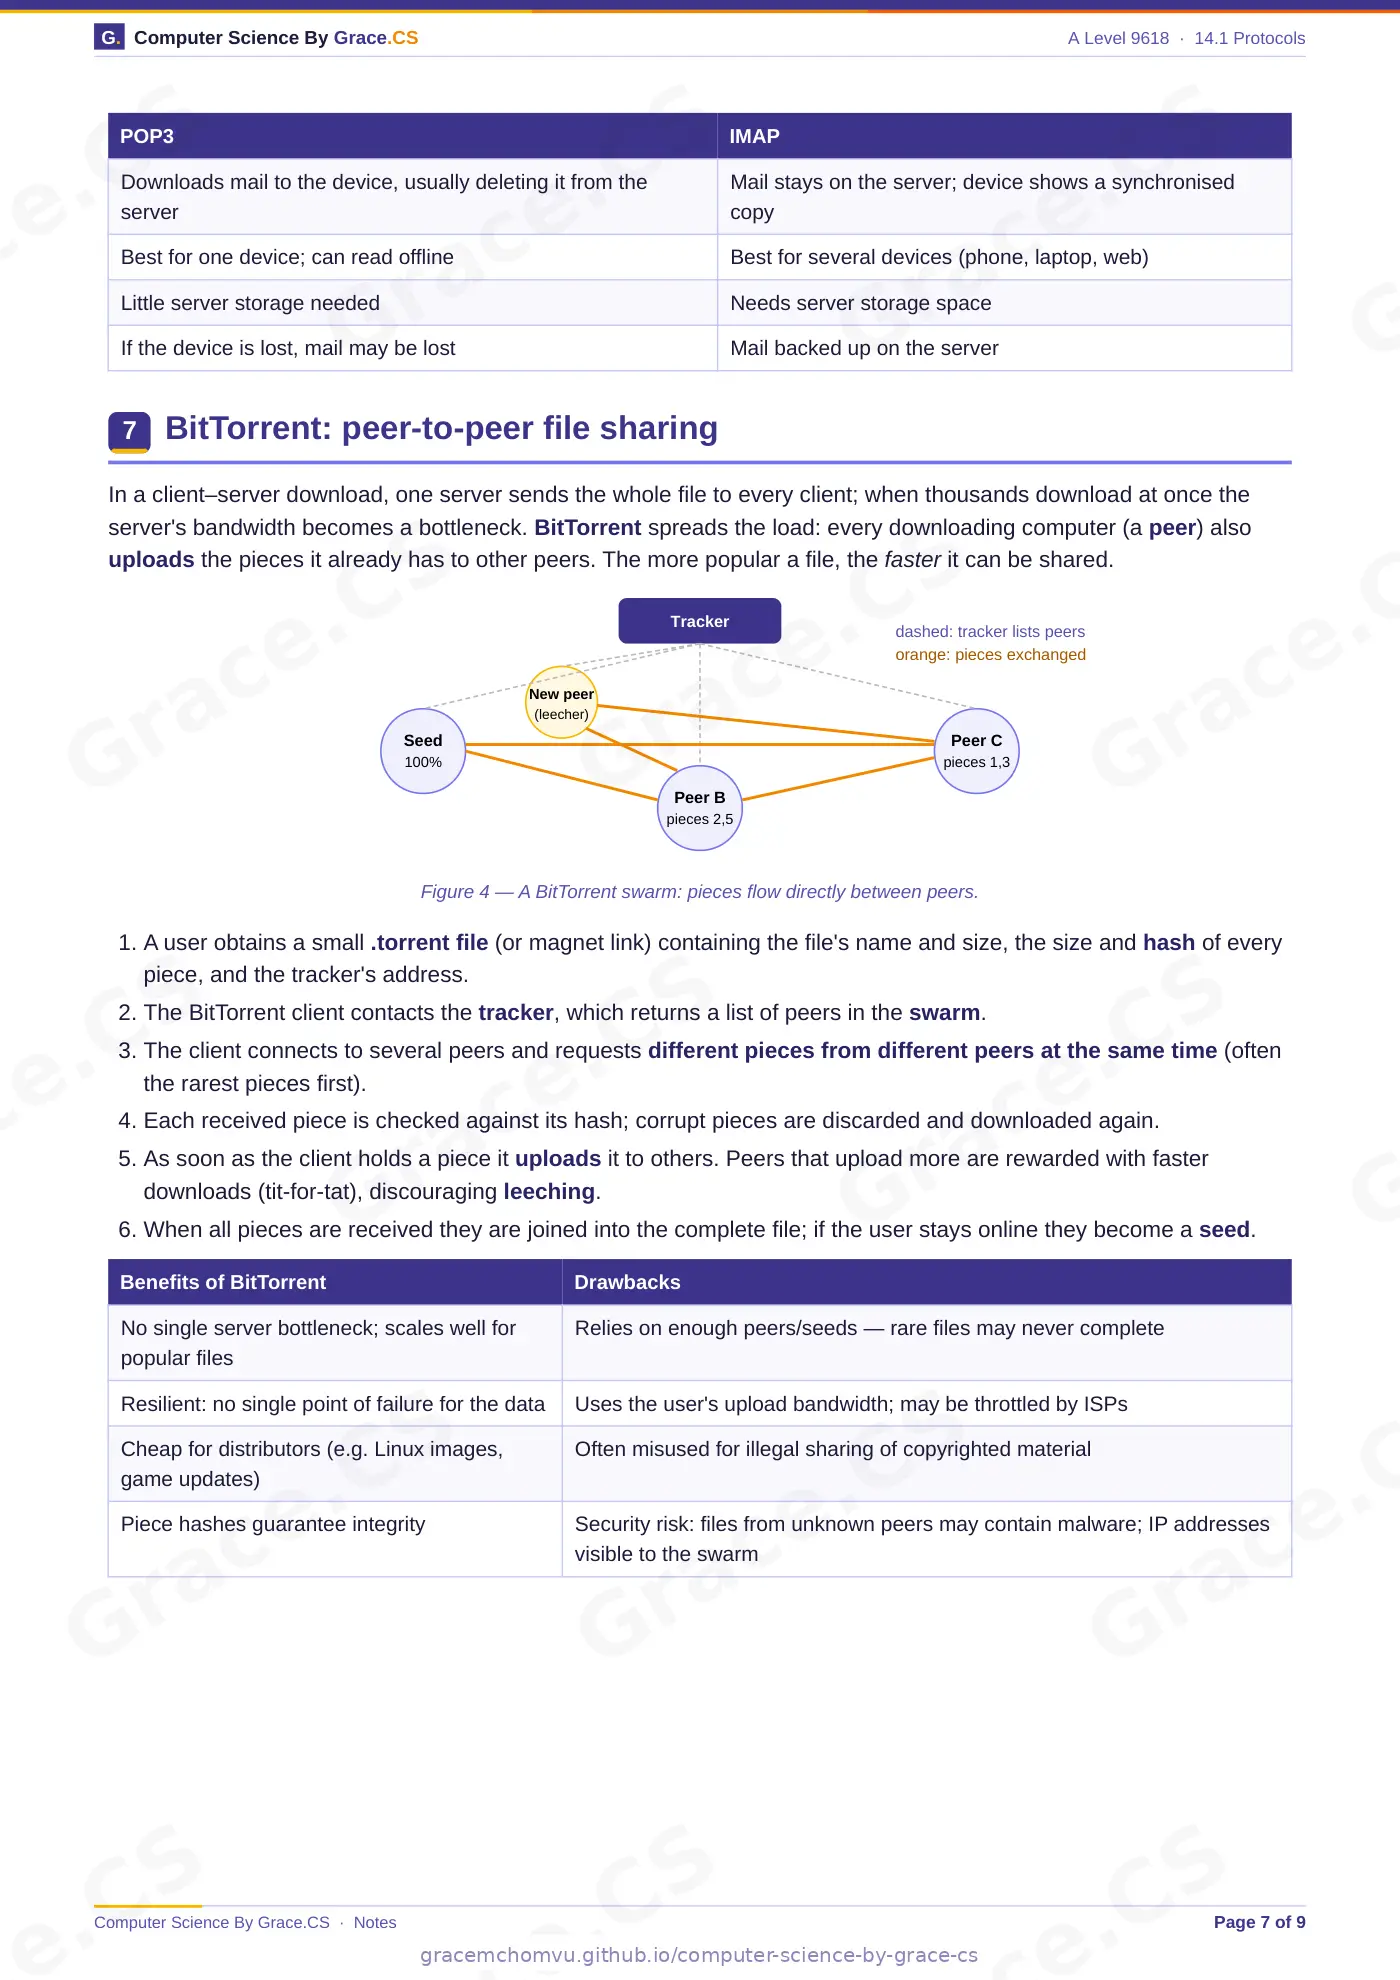 G. Computer Science By Grace.CS
A Level 9618 · 14.1 Protocols
POP3
IMAP
Downloads mail to the device, usually deleting it from the
server
Mail stays on the server; device shows a synchronised
copy
Best for one device; can read offline
Best for several devices (phone, laptop, web)
Little server storage needed
Needs server storage space
If the device is lost, mail may be lost
Mail backed up on the server
7 BitTorrent: peer-to-peer file sharing
In a client–server download, one server sends the whole file to every client; when thousands download at once the
server's bandwidth becomes a bottleneck. BitTorrent spreads the load: every downloading computer (a peer) also
uploads the pieces it already has to other peers. The more popular a file, the faster it can be shared.
Tracker
dashed: tracker lists peers
orange: pieces exchanged
New peer
(leecher)
Seed
100%
Peer C
pieces 1,3
Peer B
pieces 2,5
Figure 4 — A BitTorrent swarm: pieces flow directly between peers.
1. A user obtains a small .torrent file (or magnet link) containing the file's name and size, the size and hash of every
piece, and the tracker's address.
2. The BitTorrent client contacts the tracker, which returns a list of peers in the swarm.
3. The client connects to several peers and requests different pieces from different peers at the same time (often
the rarest pieces first).
4. Each received piece is checked against its hash; corrupt pieces are discarded and downloaded again.
5. As soon as the client holds a piece it uploads it to others. Peers that upload more are rewarded with faster
downloads (tit-for-tat), discouraging leeching.
6. When all pieces are received they are joined into the complete file; if the user stays online they become a seed.
Benefits of BitTorrent
Drawbacks
No single server bottleneck; scales well for
popular files
Relies on enough peers/seeds — rare files may never complete
Resilient: no single point of failure for the data
Uses the user's upload bandwidth; may be throttled by ISPs
Cheap for distributors (e.g. Linux images,
game updates)
Often misused for illegal sharing of copyrighted material
Piece hashes guarantee integrity
Security risk: files from unknown peers may contain malware; IP addresses
visible to the swarm
Computer Science By Grace.CS · Notes
Page 7 of 9
gracemchomvu.github.io/computer-science-by-grace-cs